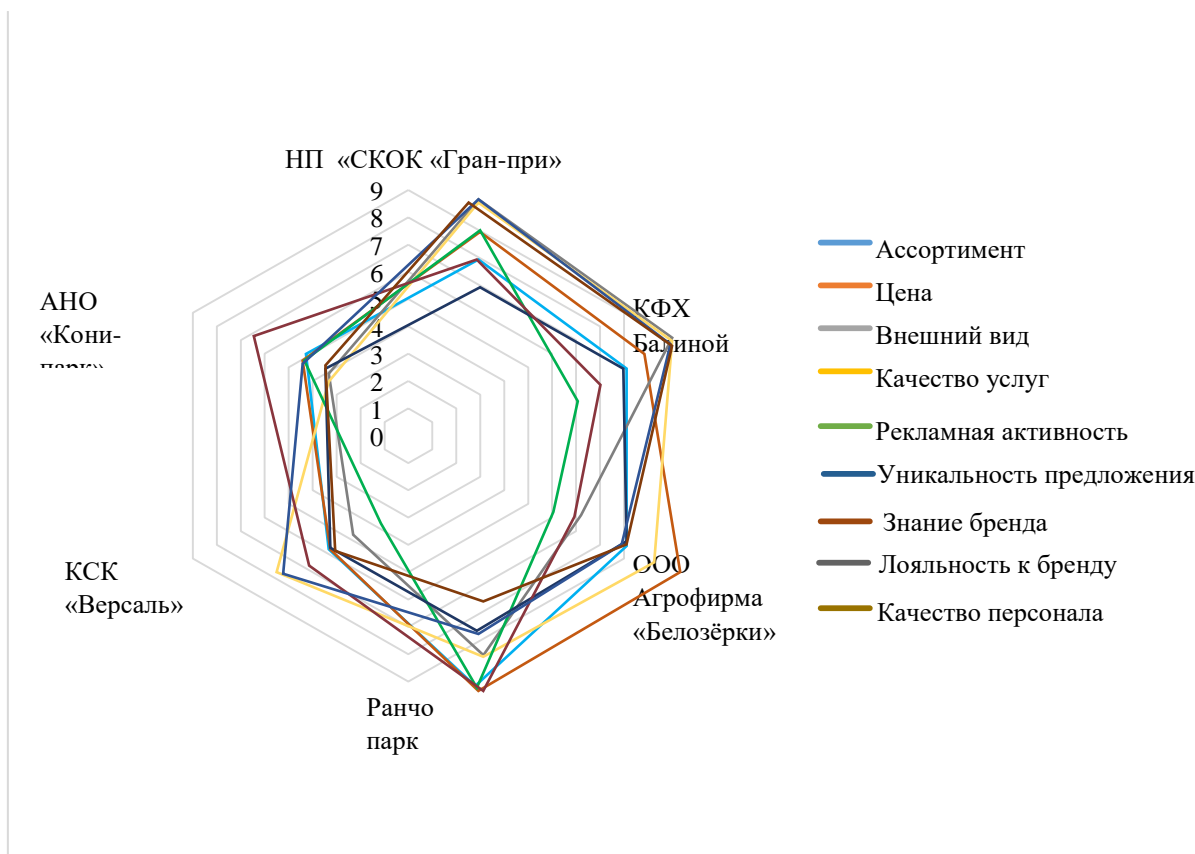 НП «СКОК «Гран-при»
9
8
7
6
5
4
3
2
1
0
КФХ
Балиной
ООО
Агрофирма
«Белозёрки»
Ранчо
парк
КСК
«Версаль»
АНО
«Кони-
парк»
Ассортимент
Цена
Внешний вид
Качество услуг
Рекламная активность
Уникальность предложения
Знание бренда
Лояльность к бренду
Качество персонала